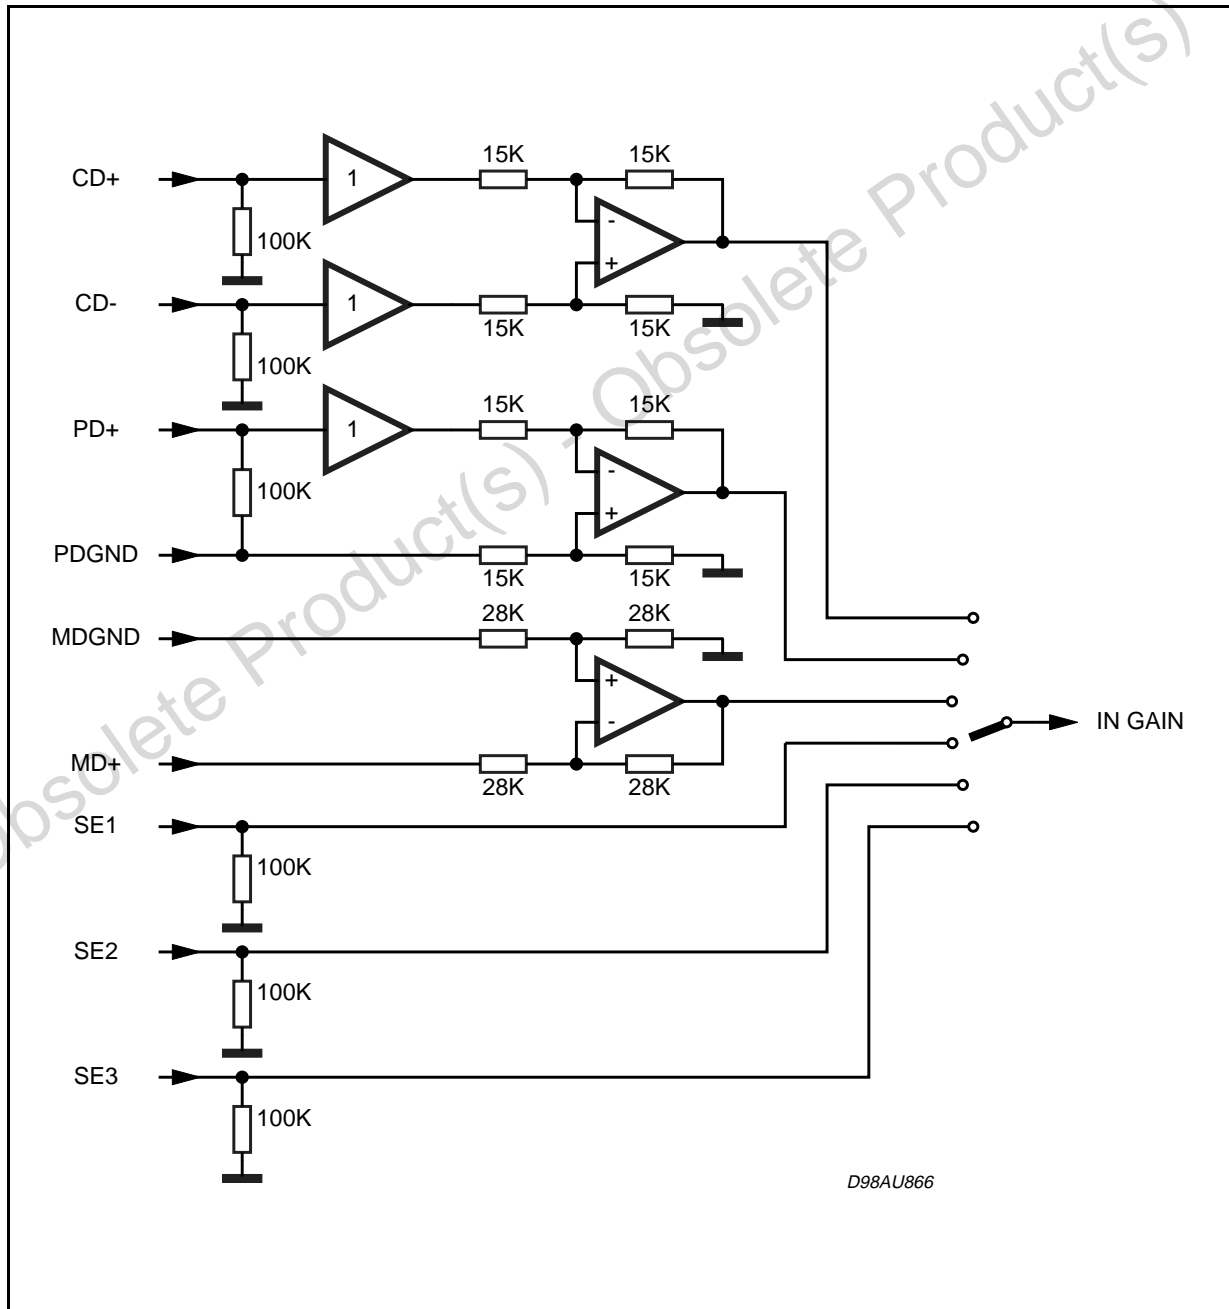 CD+
1
15K
15K
100K
-
+
CD-
1
15K
15K
100K
PD+
1
15K
15K
100K
-
+
PDGND
15K
15K
MDGND
28K
28K
+
-
IN GAIN
MD+
28K
28K
SE1
100K
SE2
100K
SE3
100K
D98AU866
Obsolete Product(s) - Obsolete Product(s)